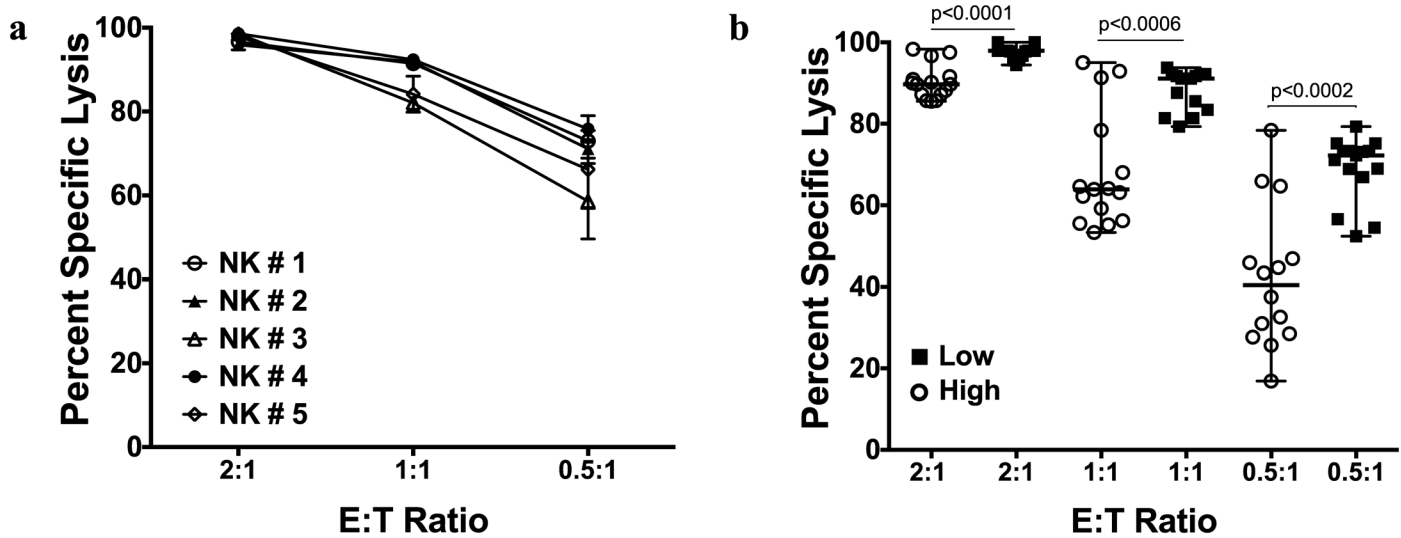 a
Percent Specific Lysis
100
80
60
40
20
0
NK # 1
NK # 2
NK # 3
NK # 4
NK # 5
2:1 1:1 0.5:1
E:T Ratio
b
Percent Specific Lysis
100
80
60
40
20
0
p<0.0001
p<0.0006
p<0.0002
Low
High
2:1 2:1 1:1 1:1 0.5:1 0.5:1
E:T Ratio